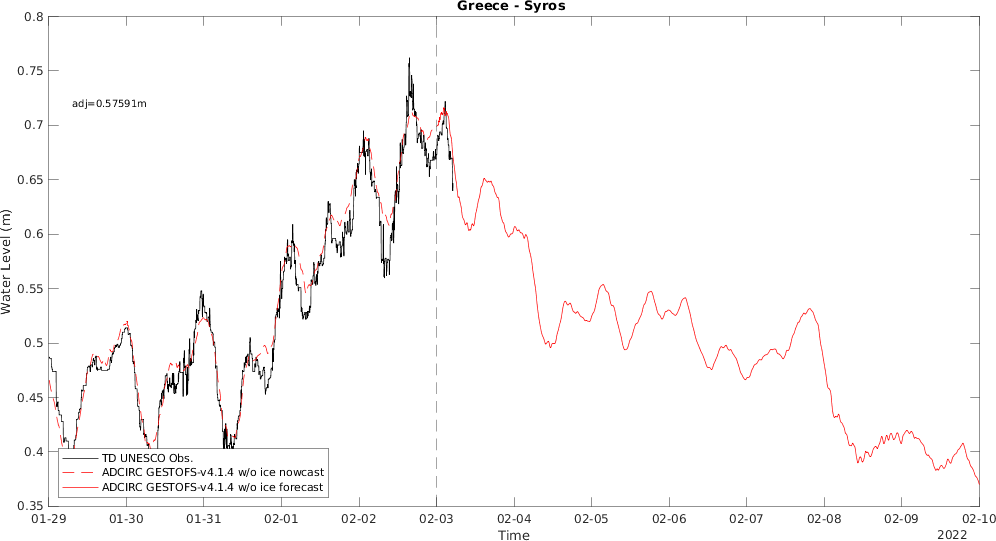 Greece - Syros
0.8
0.75
adj=0.57591m
0.7
0.65
0.6
Water Level (m)
0.55
0.5
0.45
0.4
0.35
TD UNESCO Obs.
ADCIRC GESTOFS-v4.1.4 w/o ice nowcast
ADCIRC GESTOFS-v4.1.4 w/o ice forecast
01-29 01-30 01-31 02-01 02-02 02-03 02-04 02-05 02-06 02-07 02-08 02-09 02-10
Time
2022